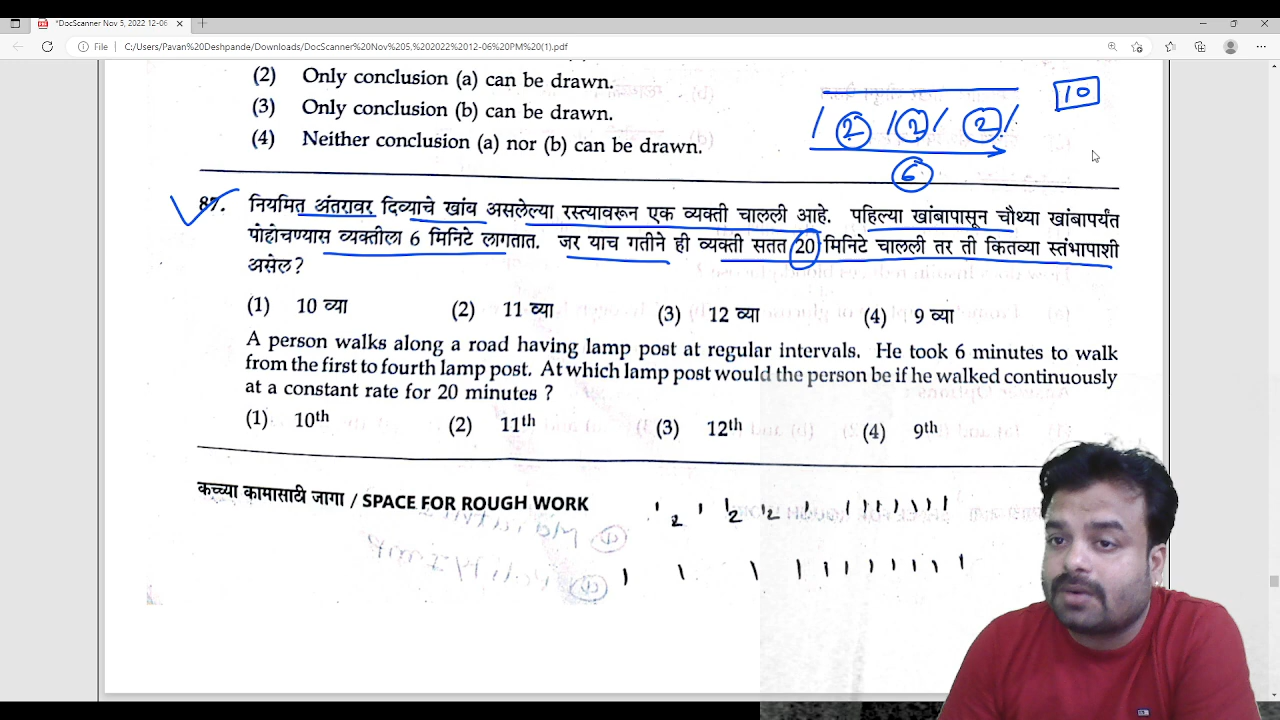 *DocScanner Nov 5, 2022 12-06
File
C:/Users/Pavan%20Deshpande/Downloads/DocScanner%20Nov%205,%202022%2012-06%20PM%20(1).pdf
(2) Only conclusion (a) can be drawn.
(3) Only conclusion (b) can be drawn.
(4) Neither conclusion (a) nor (b) can be drawn.
10
2 2 2
6
87. नियमित अंतरावर दिव्याचे खांब असलेल्या रस्त्यावरून एक व्यक्ती चालली आहे. पहिल्या खांबापासून चौथ्या खांबापर्यंत
पोहोचण्यास व्यक्तीला 6 मिनिटे लागतात. जर याच गतीने ही व्यक्ती सतत 20 मिनिटे चालली तर ती कितव्या स्तंभापाशी
असेल ?
(1) 10 व्या (2) 11 व्या (3) 12 व्या (4) 9 व्या
A person walks along a road having lamp post at regular intervals. He took 6 minutes to walk
from the first to fourth lamp post. At which lamp post would the person be if he walked continuously
at a constant rate for 20 minutes ?
(1) 10th (2) 11th (3) 12th (4) 9th
कच्च्या कामासाठी जागा / SPACE FOR ROUGH WORK
2 2 2